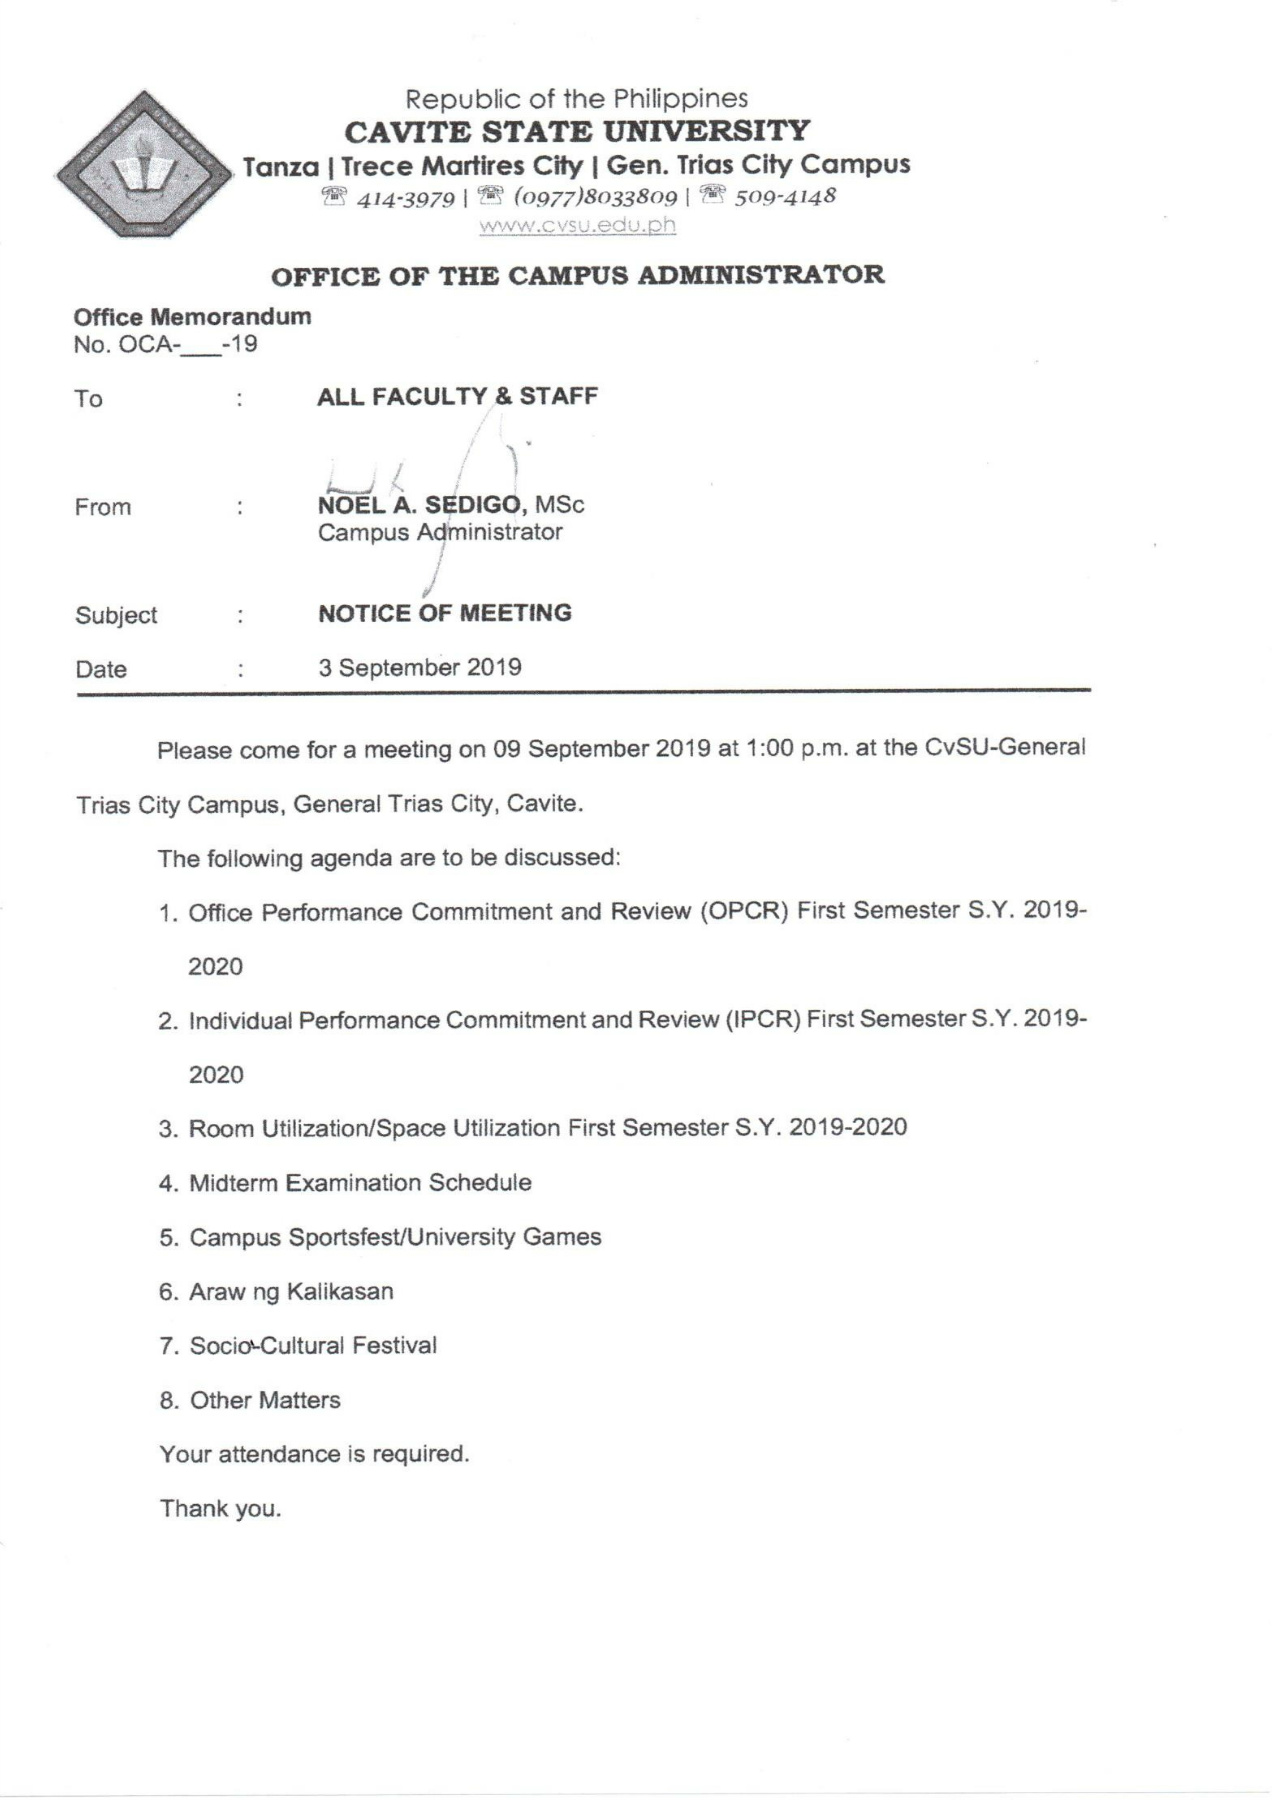 Republic of the Philippines
CAVITE STATE UNIVERSITY
Tanza | Trece Martires City | Gen. Trias City Campus
☏ 414-3979 | ☏ (0977)8033809 | ☏ 509-4148
www.cvsu.edu.ph
OFFICE OF THE CAMPUS ADMINISTRATOR
Office Memorandum
No. OCA-___-19
To : ALL FACULTY & STAFF
From : NOEL A. SEDIGO, MSc
Campus Administrator
Subject : NOTICE OF MEETING
Date : 3 September 2019
Please come for a meeting on 09 September 2019 at 1:00 p.m. at the CvSU-General
Trias City Campus, General Trias City, Cavite.
The following agenda are to be discussed:
1. Office Performance Commitment and Review (OPCR) First Semester S.Y. 2019-
2020
2. Individual Performance Commitment and Review (IPCR) First Semester S.Y. 2019-
2020
3. Room Utilization/Space Utilization First Semester S.Y. 2019-2020
4. Midterm Examination Schedule
5. Campus Sportsfest/University Games
6. Araw ng Kalikasan
7. Socio-Cultural Festival
8. Other Matters
Your attendance is required.
Thank you.